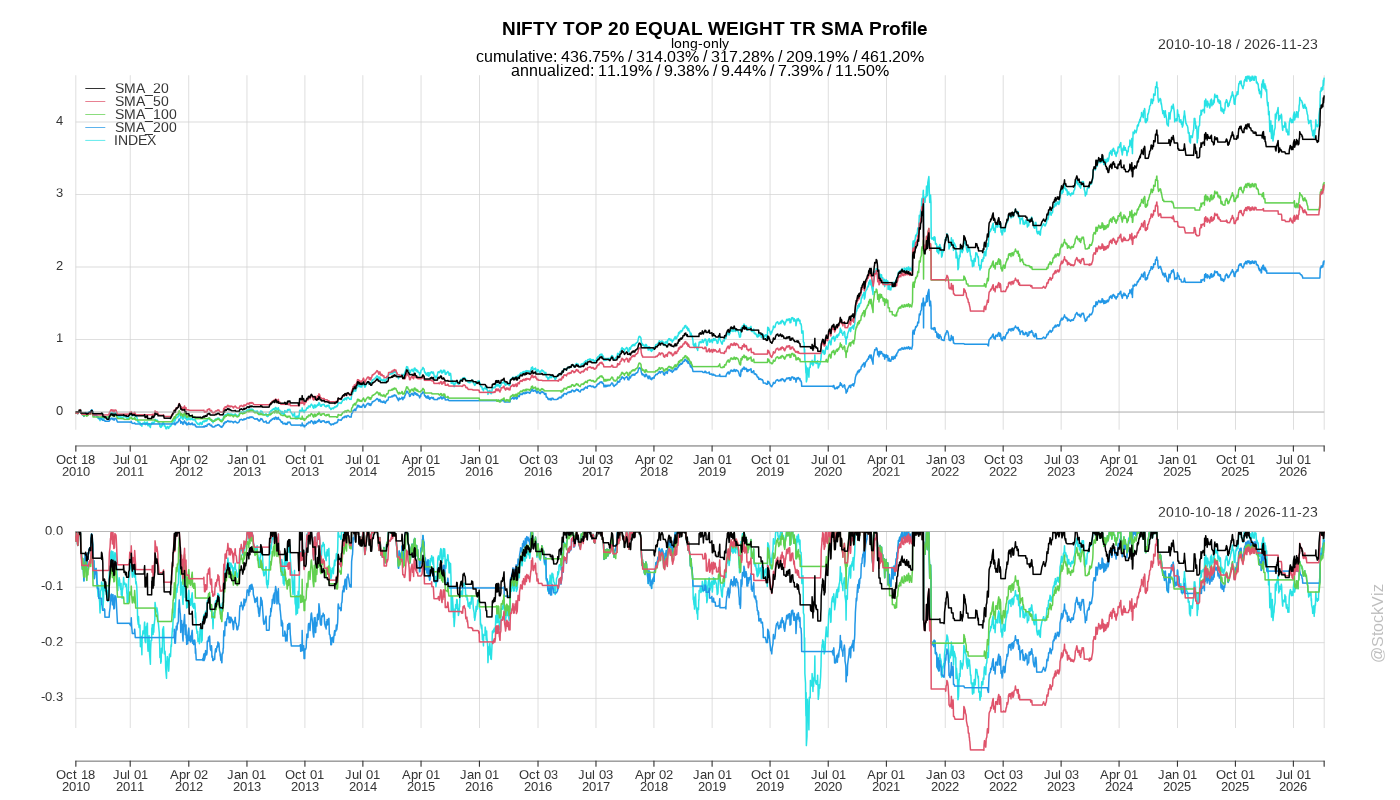 NIFTY TOP 20 EQUAL WEIGHT TR SMA Profile
long-only
cumulative: 436.75% / 314.03% / 317.28% / 209.19% / 461.20%
annualized: 11.19% / 9.38% / 9.44% / 7.39% / 11.50%
2010-10-18 / 2026-11-23
SMA_20
SMA_50
SMA_100
SMA_200
INDEX
4
3
2
1
0
Oct 18 Jul 01 Apr 02 Jan 01 Oct 01 Jul 01 Apr 01 Jan 01 Oct 03 Jul 03 Apr 02 Jan 01 Oct 01 Jul 01 Apr 01 Jan 03 Oct 03 Jul 03 Apr 01 Jan 01 Oct 01 Jul 01
2010 2011 2012 2013 2013 2014 2015 2016 2016 2017 2018 2019 2019 2020 2021 2022 2022 2023 2024 2025 2025 2026
2010-10-18 / 2026-11-23
0.0
-0.1
-0.2
-0.3
Oct 18 Jul 01 Apr 02 Jan 01 Oct 01 Jul 01 Apr 01 Jan 01 Oct 03 Jul 03 Apr 02 Jan 01 Oct 01 Jul 01 Apr 01 Jan 03 Oct 03 Jul 03 Apr 01 Jan 01 Oct 01 Jul 01
2010 2011 2012 2013 2013 2014 2015 2016 2016 2017 2018 2019 2019 2020 2021 2022 2022 2023 2024 2025 2025 2026
@StockViz